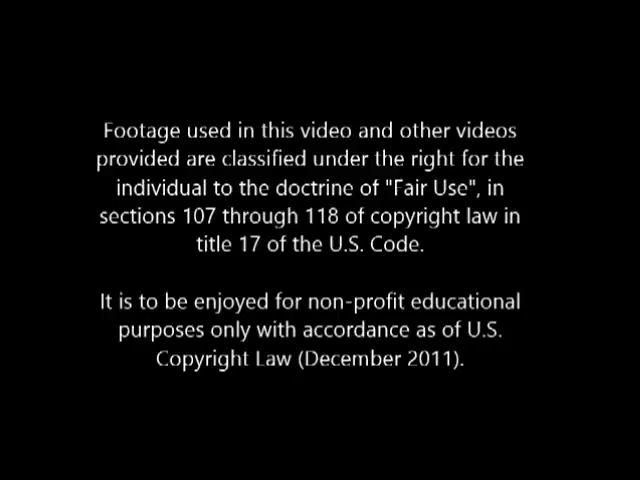 Footage used in this video and other videos
provided are classified under the right for the
individual to the doctrine of "Fair Use", in
sections 107 through 118 of copyright law in
title 17 of the U.S. Code.
It is to be enjoyed for non-profit educational
purposes only with accordance as of U.S.
Copyright Law (December 2011).